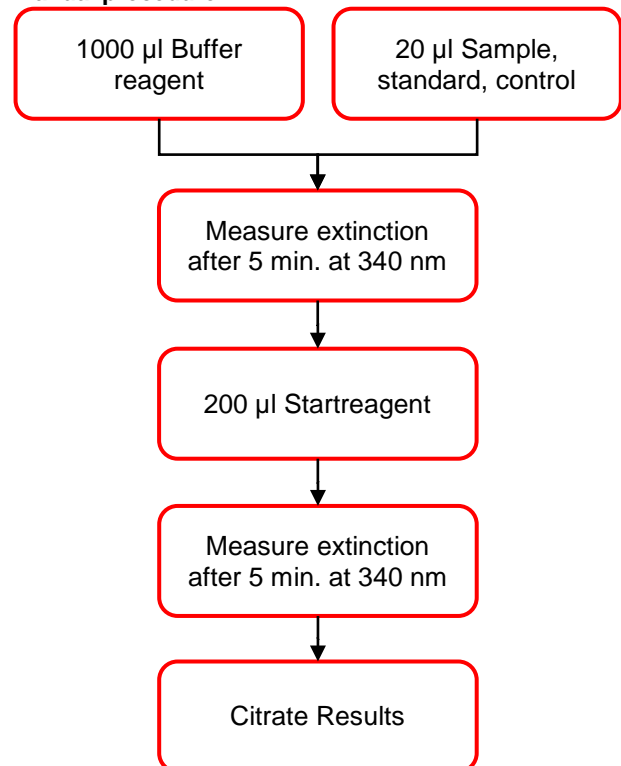 1000 µl Buffer
reagent
20 µl Sample,
standard, control
Measure extinction
after 5 min. at 340 nm
200 µl Startreagent
Measure extinction
after 5 min. at 340 nm
Citrate Results